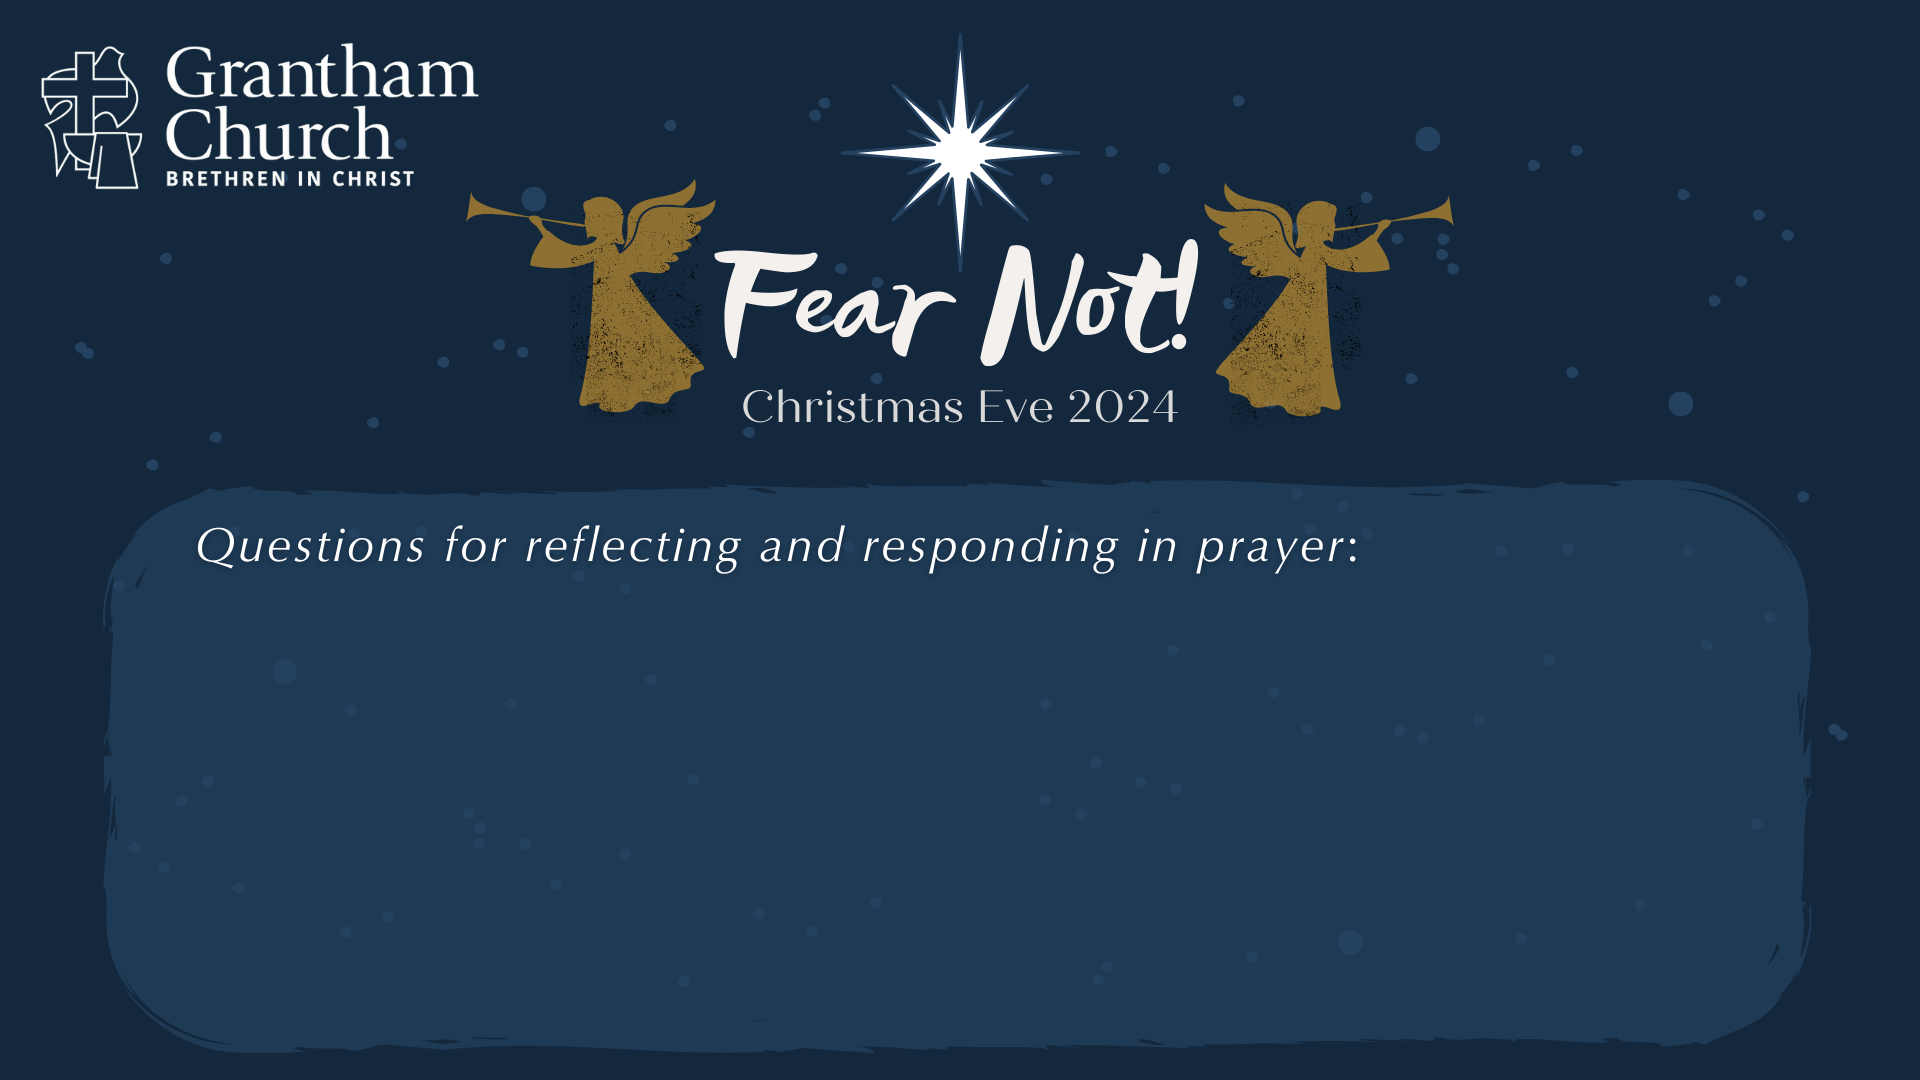 Grantham
Church
BRETHREN IN CHRIST
Fear Not!
Christmas Eve 2024
Questions for reflecting and responding in prayer: